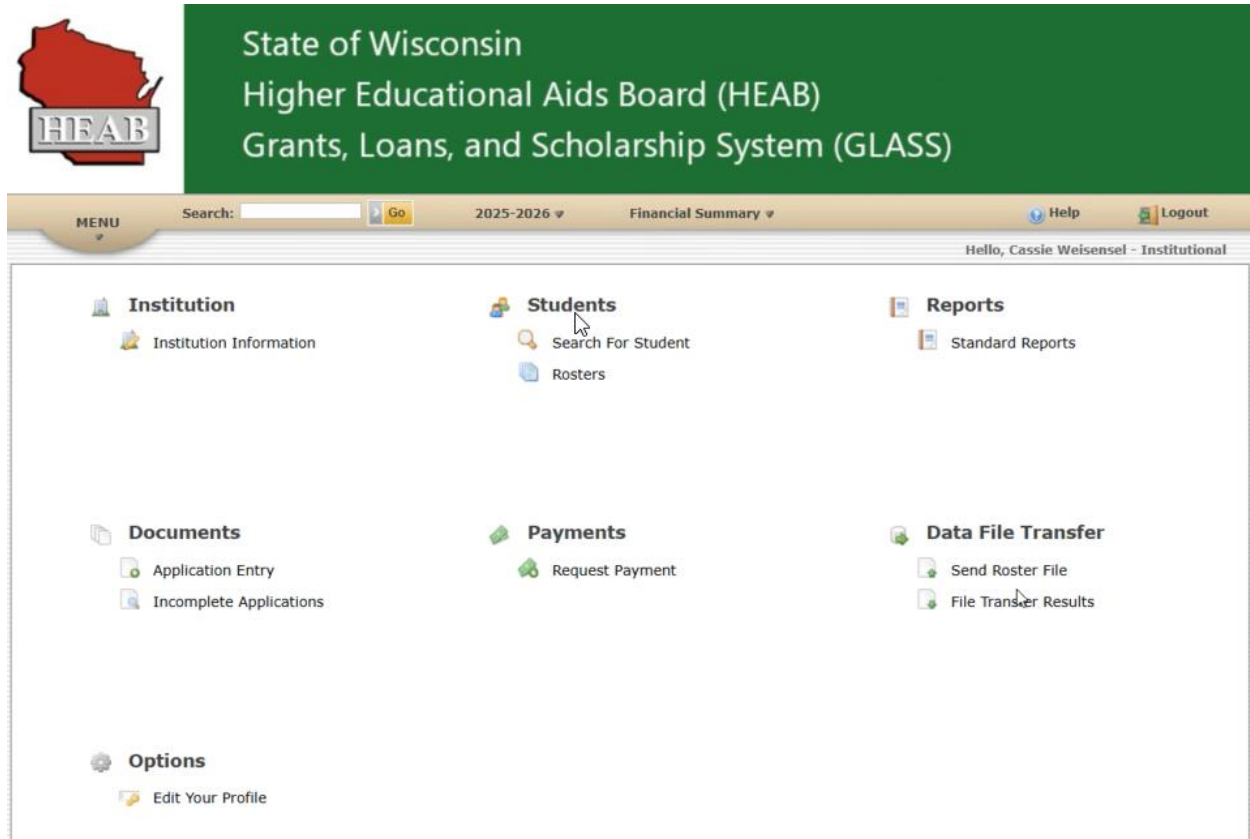 State of Wisconsin
Higher Educational Aids Board (HEAB)
Grants, Loans, and Scholarship System (GLASS)
HEAB
MENU
Search:
Go
2025-2026
Financial Summary
Help
Logout
Hello, Cassie Weisensel - Institutional
Institution
Institution Information
Students
Search For Student
Rosters
Reports
Standard Reports
Documents
Application Entry
Incomplete Applications
Payments
Request Payment
Data File Transfer
Send Roster File
File Transfer Results
Options
Edit Your Profile